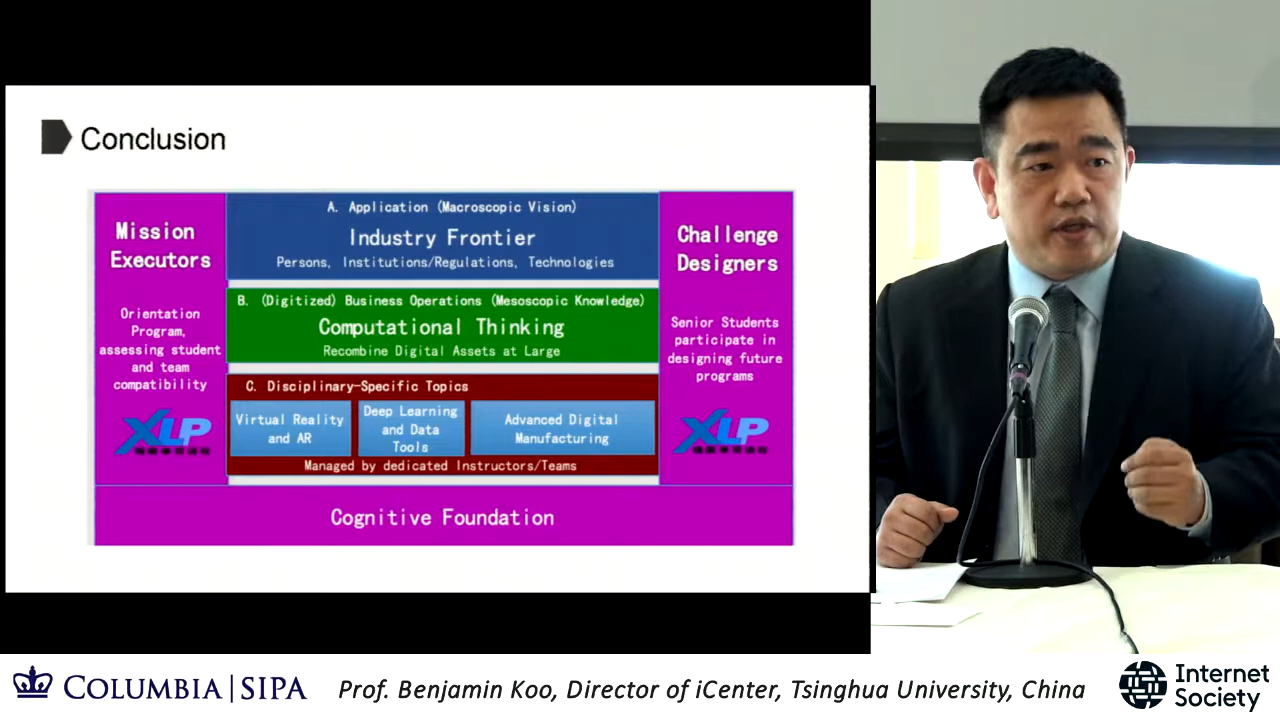 Conclusion
Mission
Executors
Orientation
Program,
assessing student
and team
compatibility
XLP
A. Application (Macroscopic Vision)
Industry Frontier
Persons, Institutions/Regulations, Technologies
B. (Digitized) Business Operations (Mesoscopic Knowledge)
Computational Thinking
Recombine Digital Assets at Large
C. Disciplinary-Specific Topics
Virtual Reality
and AR
Deep Learning
and Data
Tools
Advanced Digital
Manufacturing
Managed by dedicated Instructors/Teams
Challenge
Designers
Senior Students
participate in
designing future
programs
XLP
Cognitive Foundation
COLUMBIA | SIPA
Prof. Benjamin Koo, Director of iCenter, Tsinghua University, China
Internet
Society